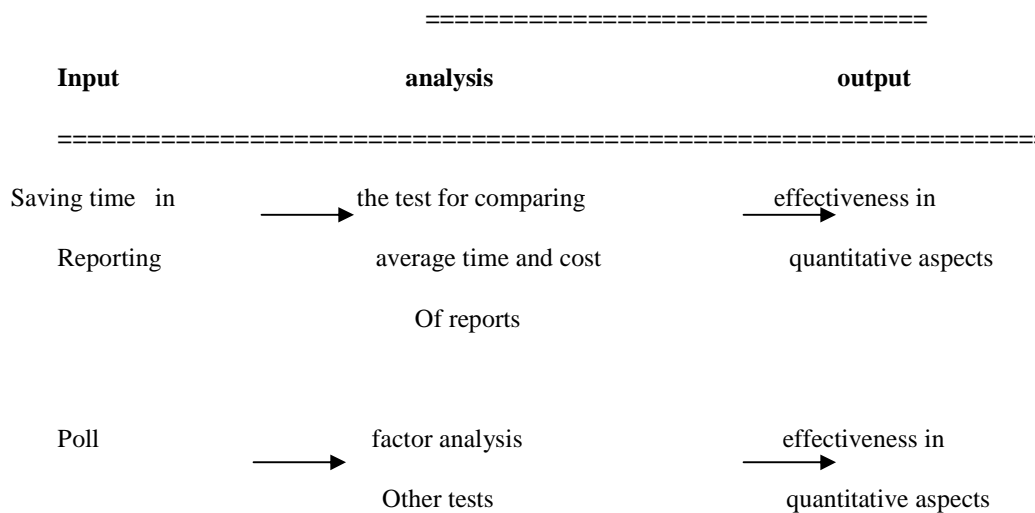 ==================================
Input analysis output
==================================================================
Saving time in the test for comparing effectiveness in
Reporting average time and cost quantitative aspects
Of reports
Poll factor analysis effectiveness in
Other tests quantitative aspects